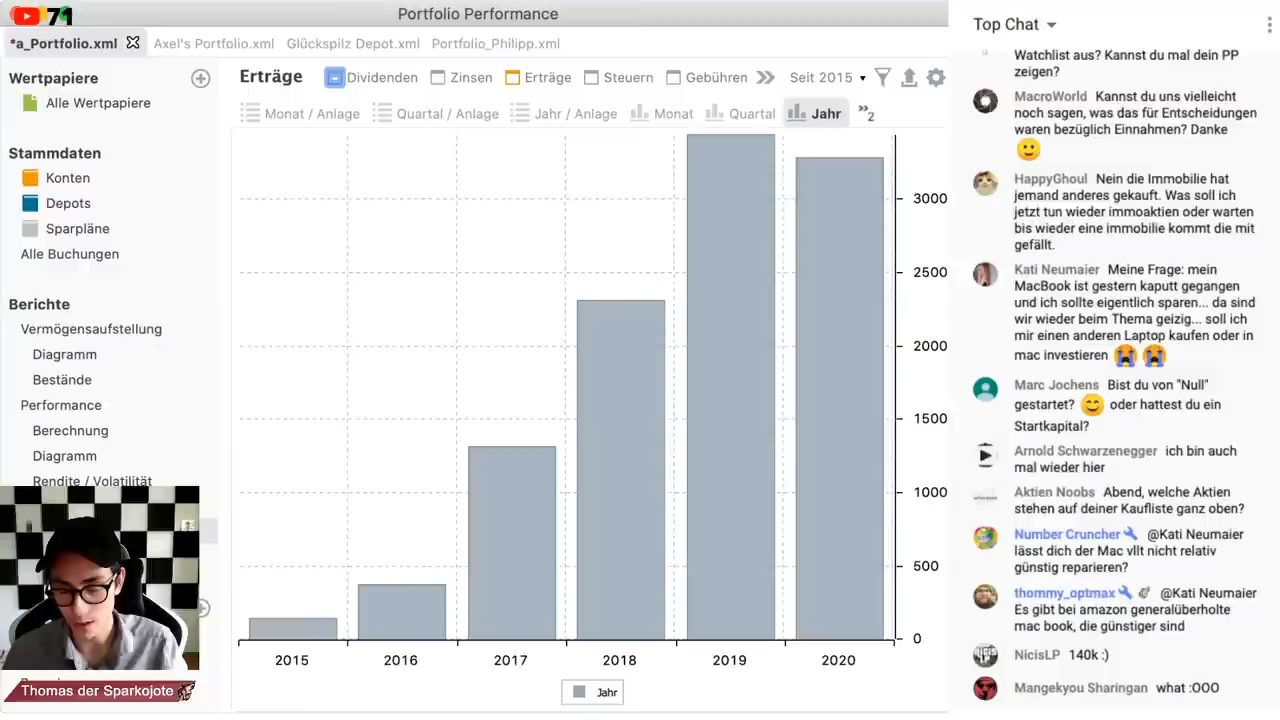 71
Portfolio Performance
*a_Portfolio.xml
Axel's Portfolio.xml
Glückspilz Depot.xml
Portfolio_Philipp.xml
Wertpapiere
Alle Wertpapiere
Stammdaten
Konten
Depots
Sparpläne
Alle Buchungen
Berichte
Vermögensaufstellung
Diagramm
Bestände
Performance
Berechnung
Diagramm
Rendite / Volatilität
Thomas der Sparkojote
Erträge
Dividenden
Zinsen
Erträge
Steuern
Gebühren
Seit 2015
Monat / Anlage
Quartal / Anlage
Jahr / Anlage
Monat
Quartal
Jahr
2
3000
2500
2000
1500
1000
500
0
2015
2016
2017
2018
2019
2020
Jahr
Top Chat
Watchlist aus? Kannst du mal dein PP
zeigen?
MacroWorld Kannst du uns vielleicht
noch sagen, was das für Entscheidungen
waren bezüglich Einnahmen? Danke
HappyGhoul Nein die Immobilie hat
jemand anderes gekauft. Was soll ich
jetzt tun wieder immoaktien oder warten
bis wieder eine immobilie kommt die mit
gefällt.
Kati Neumaier Meine Frage: mein
MacBook ist gestern kaputt gegangen
und ich sollte eigentlich sparen... da sind
wir wieder beim Thema geizig... soll ich
mir einen anderen Laptop kaufen oder in
mac investieren
Marc Jochens Bist du von "Null"
gestartet? oder hattest du ein
Startkapital?
Arnold Schwarzenegger ich bin auch
mal wieder hier
Aktien Noobs Abend, welche Aktien
stehen auf deiner Kaufliste ganz oben?
Number Cruncher @Kati Neumaier
lässt dich der Mac vllt nicht relativ
günstig reparieren?
thommy_optmax @Kati Neumaier
Es gibt bei amazon generalüberholte
mac book, die günstiger sind
NicisLP 140k :)
Mangekyou Sharingan what :OOO